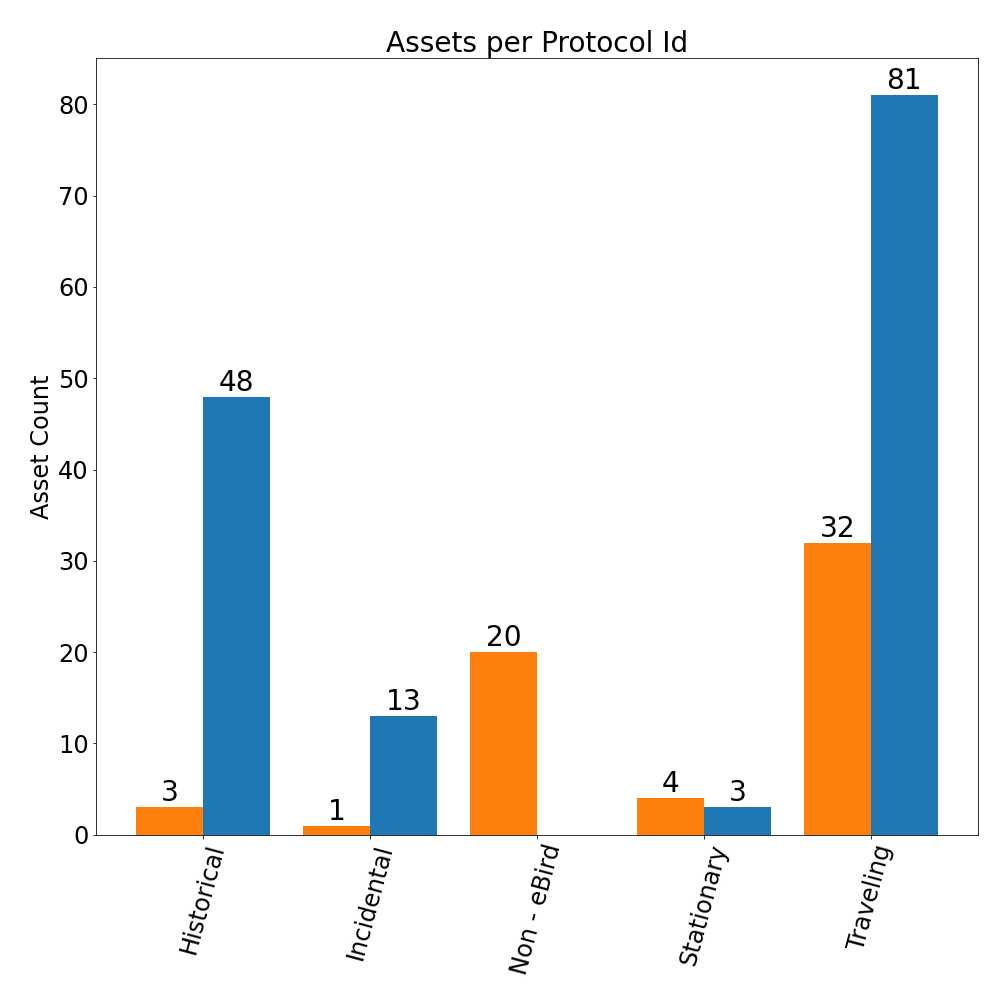 Assets per Protocol Id
Asset Count
80
70
60
50
40
30
20
10
0
3
48
1
13
20
4
3
32
81
Historical
Incidental
Non - eBird
Stationary
Traveling